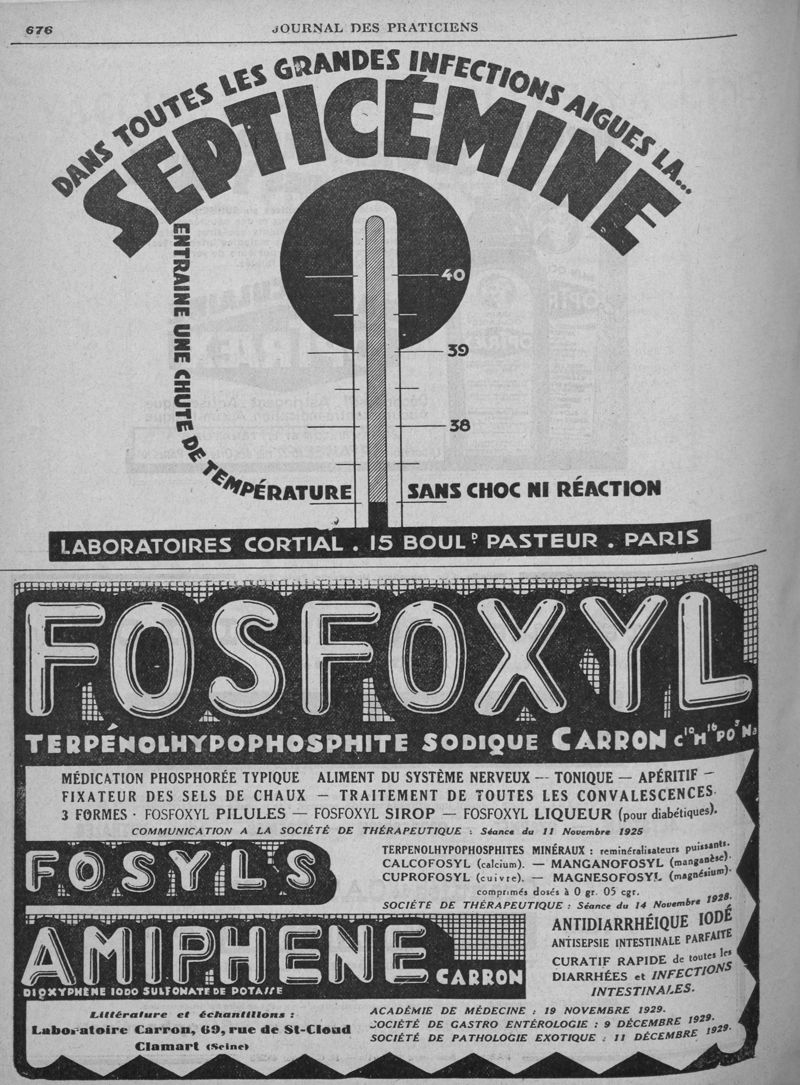 676
JOURNAL DES PRATICIENS
DANS TOUTES LES GRANDES INFECTIONS AIGUES LA...
SEPTICÉMINE
ENTRAINE UNE CHUTE DE TEMPÉRATURE
40
39
38
SANS CHOC NI RÉACTION
LABORATOIRES CORTIAL . 15 BOULD PASTEUR . PARIS
FOSFOXYL
TERPÉNOLHYPOPHOSPHITE SODIQUE CARRON C10H16PO3Na
MÉDICATION PHOSPHORÉE TYPIQUE ALIMENT DU SYSTÈME NERVEUX -- TONIQUE — APÉRITIF —
FIXATEUR DES SELS DE CHAUX — TRAITEMENT DE TOUTES LES CONVALESCENCES.
3 FORMES · FOSFOXYL PILULES — FOSFOXYL SIROP — FOSFOXYL LIQUEUR (pour diabétiques).
COMMUNICATION A LA SOCIÉTÉ DE THÉRAPEUTIQUE : Séance du 11 Novembre 1925
FOSYLS
TERPENOLHYPOPHOSPHITES MINÉRAUX : reminéralisateurs puissants.
CALCOFOSYL (calcium). — MANGANOFOSYL (manganèse).
CUPROFOSYL (cuivre). — MAGNESOFOSYL (magnésium).
comprimés dosés à 0 gr. 05 cgr.
SOCIÉTÉ DE THÉRAPEUTIQUE : Séance du 14 Novembre 1928.
AMIPHENE
CARRON
DIOXYPHÈNE IODO SULFONATE DE POTASSE
ANTIDIARRHÉIQUE IODÉ
ANTISEPSIE INTESTINALE PARFAITE
CURATIF RAPIDE de toutes les
DIARRHÉES et INFECTIONS
INTESTINALES.
Littérature et échantillons :
Laboratoire Carron, 69, rue de St-Cloud
Clamart (Seine)
ACADÉMIE DE MÉDECINE : 19 NOVEMBRE 1929.
SOCIÉTÉ DE GASTRO ENTÉROLOGIE : 9 DÉCEMBRE 1929.
SOCIÉTÉ DE PATHOLOGIE EXOTIQUE : 11 DÉCEMBRE 1929.